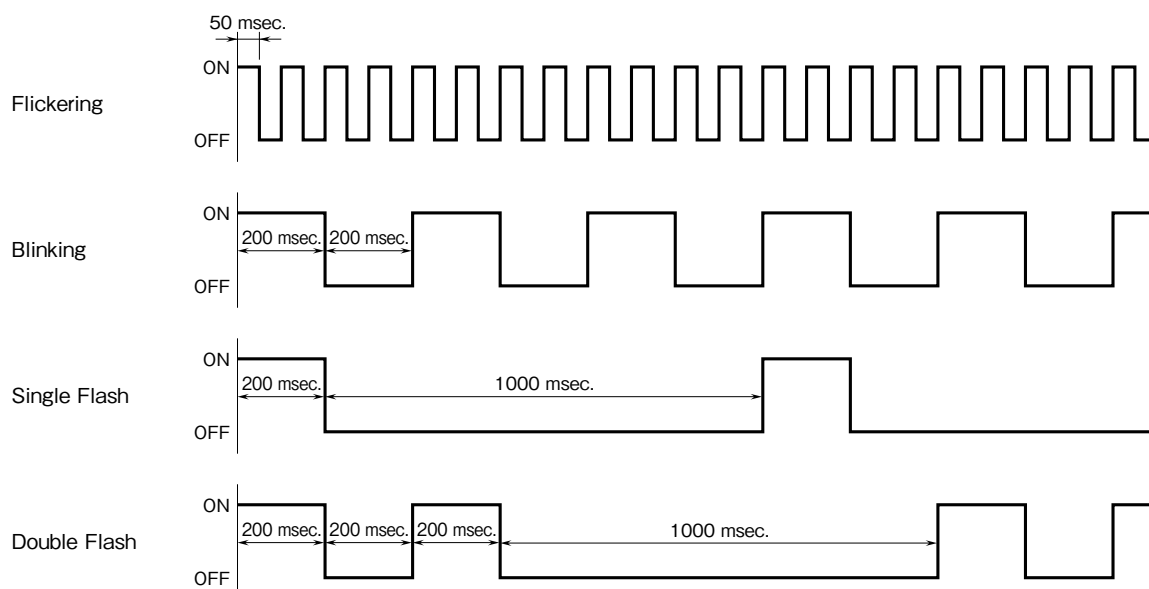 50 msec.
ON
Flickering
OFF
ON
200 msec. 200 msec.
Blinking
OFF
ON
200 msec. 1000 msec.
Single Flash
OFF
ON
200 msec. 200 msec. 200 msec. 1000 msec.
Double Flash
OFF